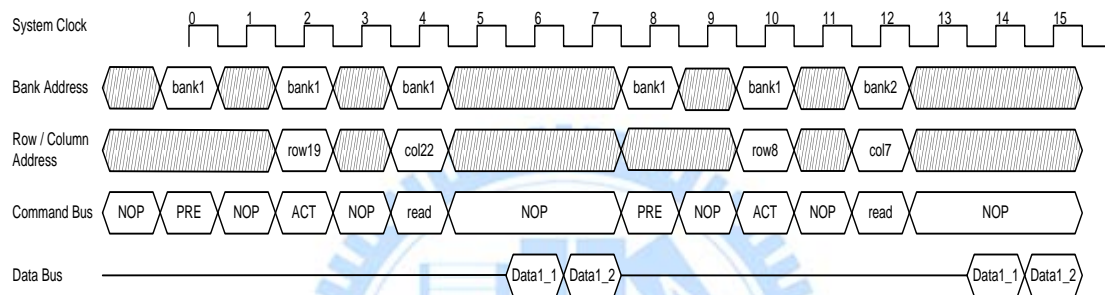 System Clock 0 1 2 3 4 5 6 7 8 9 10 11 12 13 14 15
Bank Address bank1 bank1 bank1 bank1 bank1 bank2
Row / Column
Address row19 col22 row8 col7
Command Bus NOP PRE NOP ACT NOP read NOP PRE NOP ACT NOP read NOP
Data Bus Data1_1 Data1_2 Data1_1 Data1_2